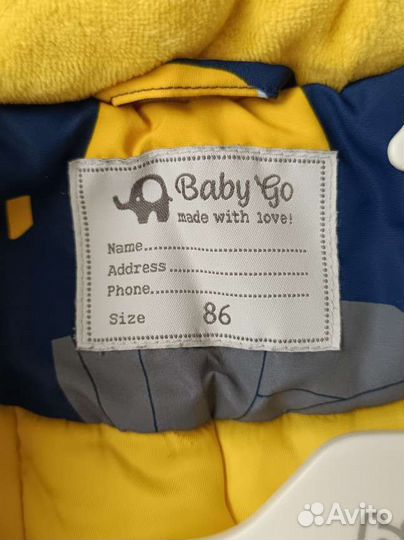 Baby Go
made with love!
Name
Address
Phone
Size 86
Avito